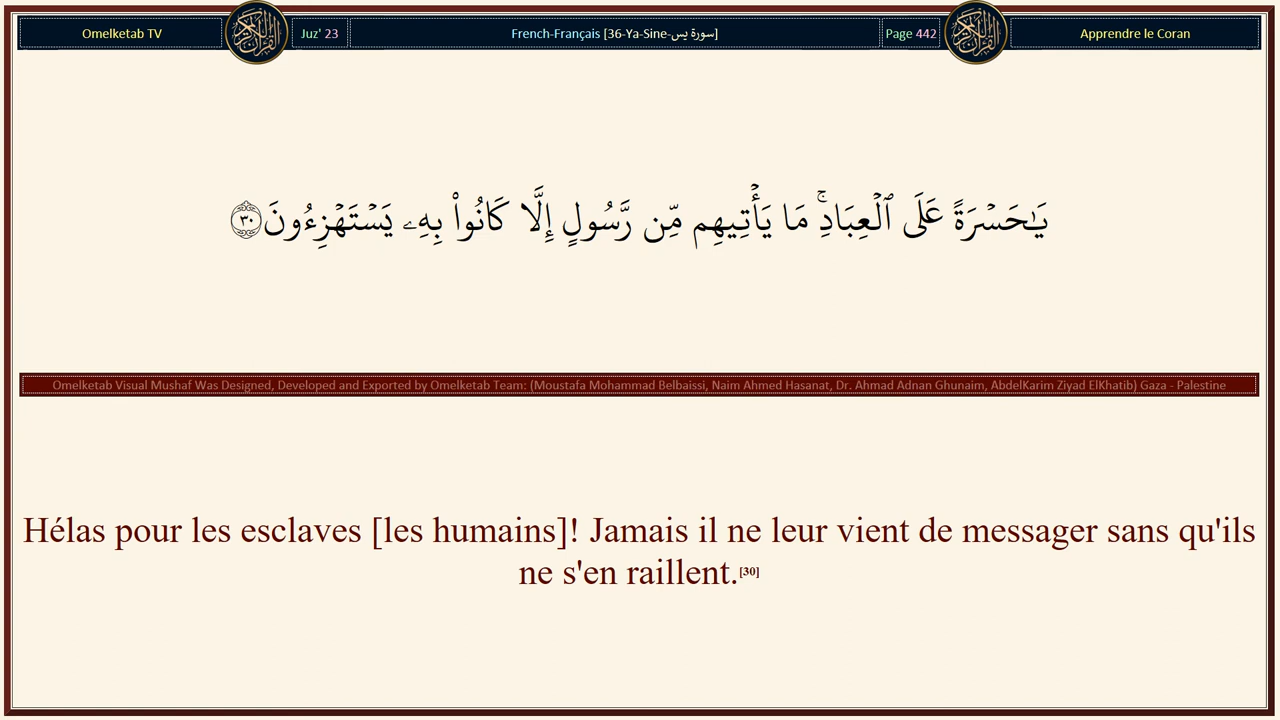 Omelketab TV
Juz' 23
French-Français [36-Ya-Sine-سورة يس]
Page 442
Apprendre le Coran
يَـٰحَسْرَةً عَلَى ٱلْعِبَادِ ۚ مَا يَأْتِيهِم مِّن رَّسُولٍ إِلَّا كَانُوا۟ بِهِۦ يَسْتَهْزِءُونَ ٣٠
Omelketab Visual Mushaf Was Designed, Developed and Exported by Omelketab Team: (Moustafa Mohammad Belbaissi, Naim Ahmed Hasanat, Dr. Ahmad Adnan Ghunaim, AbdelKarim Ziyad ElKhatib) Gaza - Palestine
Hélas pour les esclaves [les humains]! Jamais il ne leur vient de messager sans qu'ils
ne s'en raillent.[30]